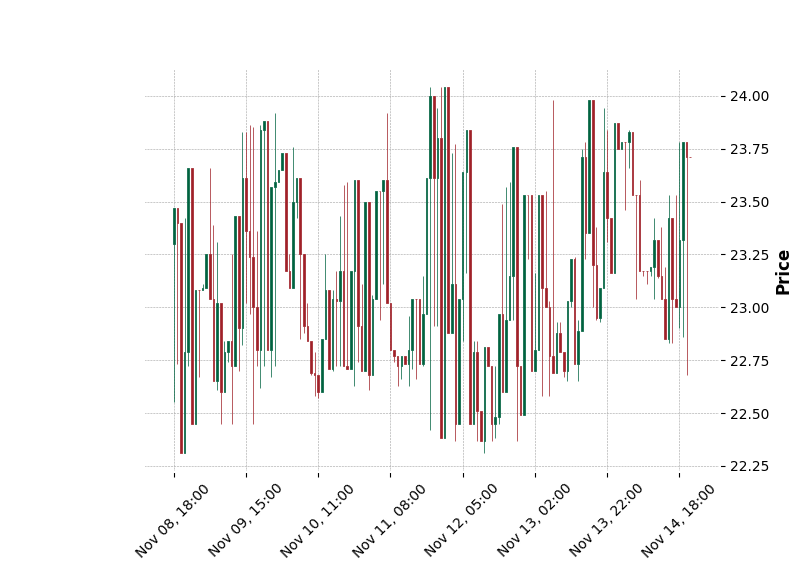 24.00
23.75
23.50
23.25
23.00
22.75
22.50
22.25
Price
Nov 08, 18:00
Nov 09, 15:00
Nov 10, 11:00
Nov 11, 08:00
Nov 12, 05:00
Nov 13, 02:00
Nov 13, 22:00
Nov 14, 18:00